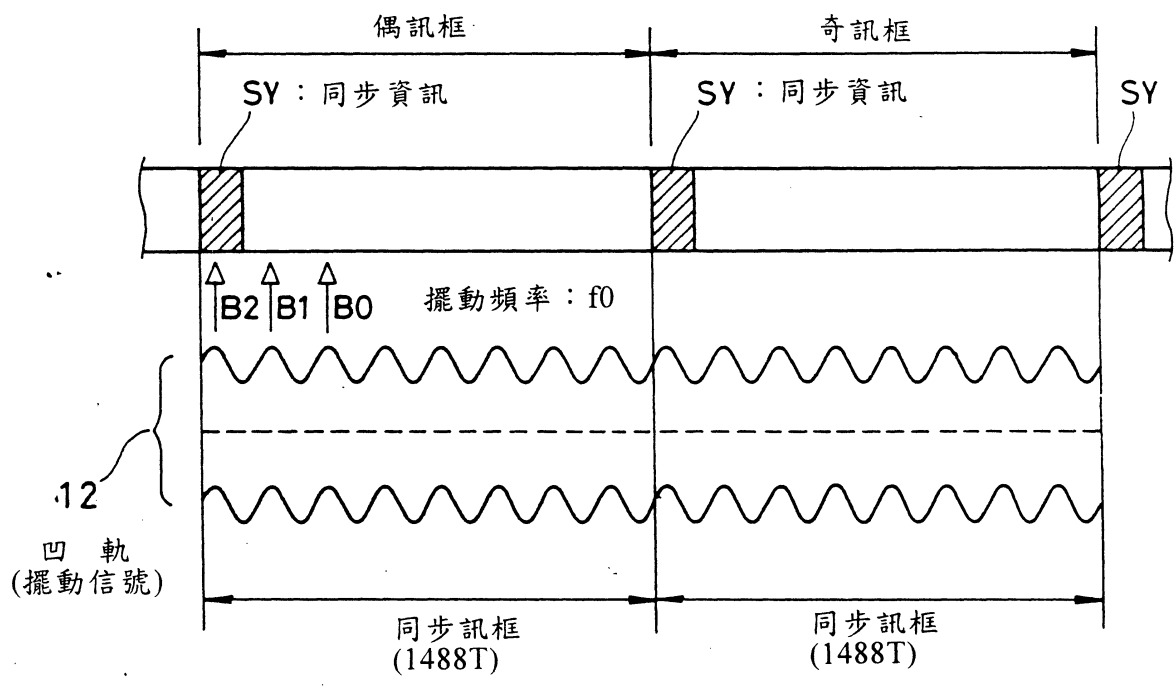 偶訊框
奇訊框
SY：同步資訊
SY：同步資訊
SY
B2
B1
B0
擺動頻率：f0
12
凹 軌
(擺動信號)
同步訊框
(1488T)
同步訊框
(1488T)